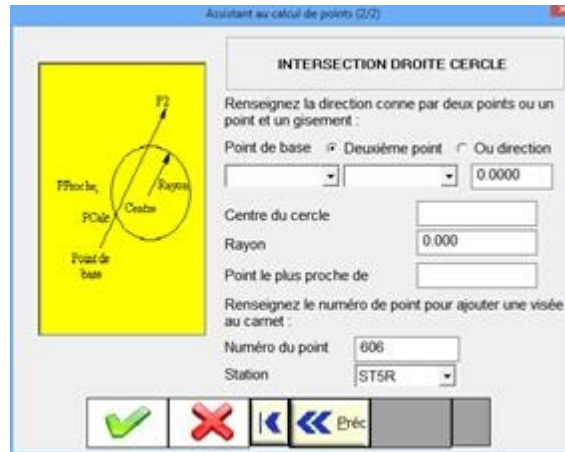 Assistant au calcul de points (2/2)
INTERSECTION DROITE CERCLE
P2
PProche,
Rayon
Centre
PCalc
Point de
base
Renseignez la direction conne par deux points ou un
point et un gisement :
Point de base Deuxième point Ou direction
0.0000
Centre du cercle
Rayon 0.000
Point le plus proche de
Renseignez le numéro de point pour ajouter une visée
au carnet :
Numéro du point 606
Station ST5R
Préc